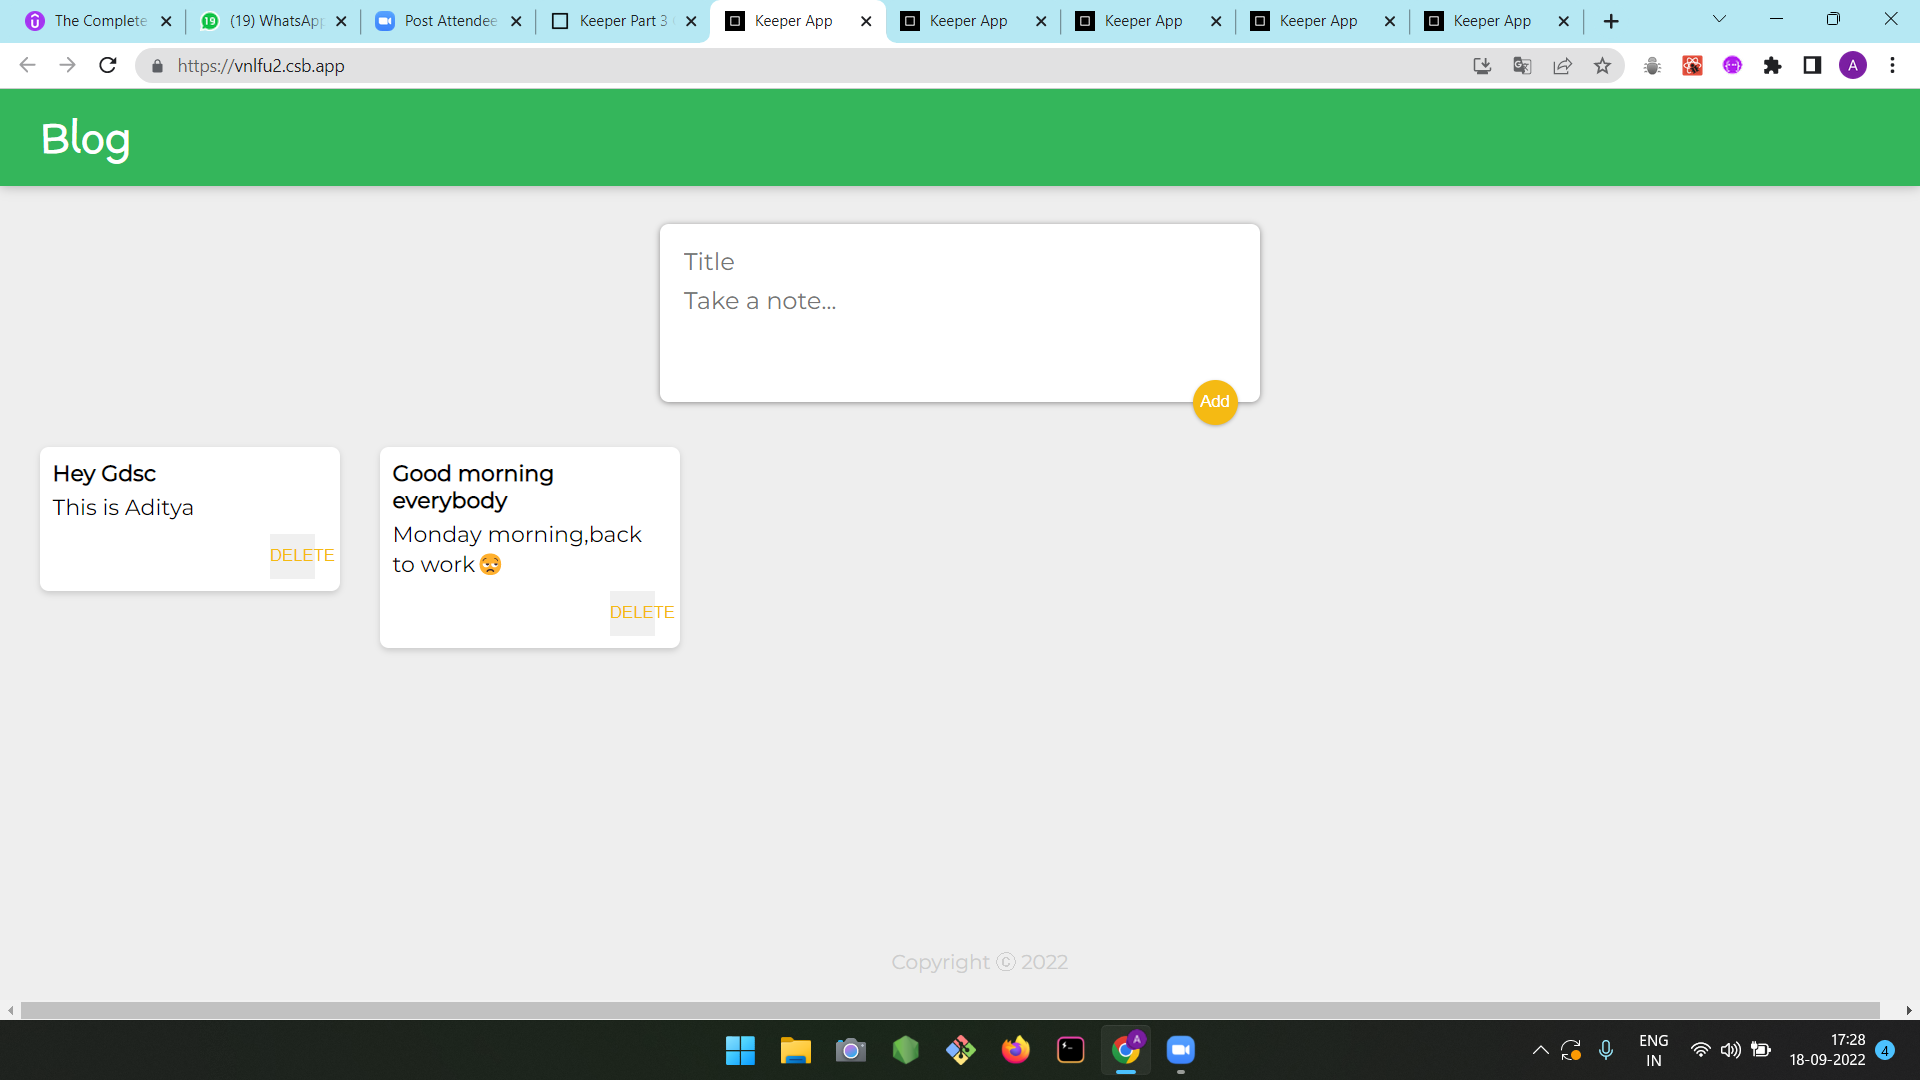 The Complete
(19) WhatsApp
Post Attendee
Keeper Part 3
Keeper App
Keeper App
Keeper App
Keeper App
Keeper App
https://vnlfu2.csb.app
A
Blog
Title
Take a note...
Add
Hey Gdsc
This is Aditya
DELETE
Good morning
everybody
Monday morning,back
to work😞
DELETE
Copyright ⓒ 2022
ENG
IN
17:28
18-09-2022
4